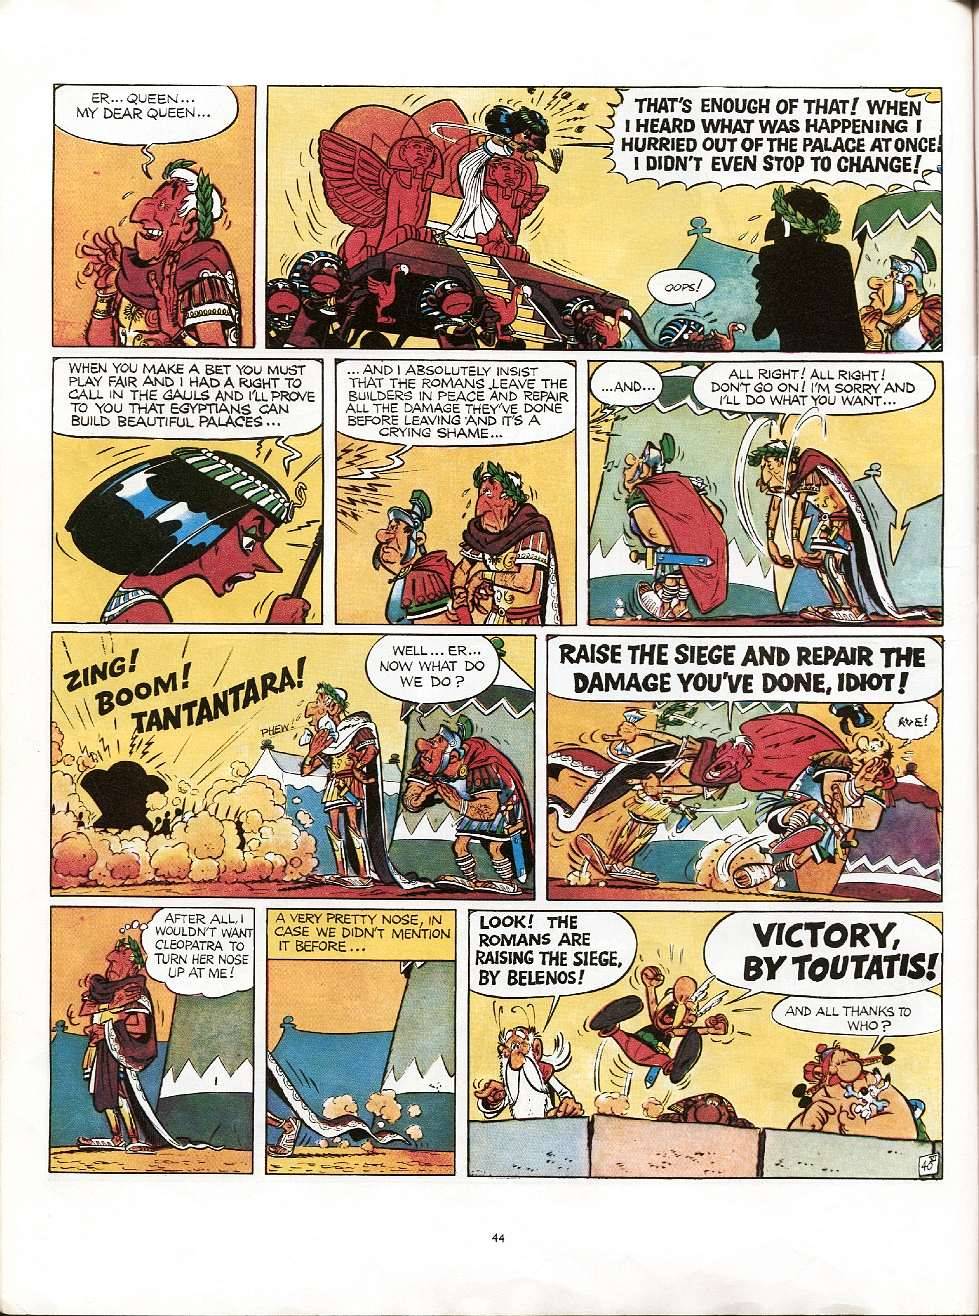 ER... QUEEN...
MY DEAR QUEEN...
THAT'S ENOUGH OF THAT! WHEN
I HEARD WHAT WAS HAPPENING I
HURRIED OUT OF THE PALACE AT ONCE!
I DIDN'T EVEN STOP TO CHANGE!
OOPS!
WHEN YOU MAKE A BET YOU MUST
PLAY FAIR AND I HAD A RIGHT TO
CALL IN THE GAULS AND I'LL PROVE
TO YOU THAT EGYPTIANS CAN
BUILD BEAUTIFUL PALACES...
...AND I ABSOLUTELY INSIST
THAT THE ROMANS LEAVE THE
BUILDERS IN PEACE AND REPAIR
ALL THE DAMAGE THEY'VE DONE
BEFORE LEAVING AND IT'S A
CRYING SHAME...
...AND...
ALL RIGHT! ALL RIGHT!
DON'T GO ON! I'M SORRY AND
I'LL DO WHAT YOU WANT...
ZING!
BOOM!
TANTANTARA!
PHEW!
WELL... ER...
NOW WHAT DO
WE DO?
RAISE THE SIEGE AND REPAIR THE
DAMAGE YOU'VE DONE, IDIOT!
AVE!
AFTER ALL, I
WOULDN'T WANT
CLEOPATRA TO
TURN HER NOSE
UP AT ME!
A VERY PRETTY NOSE, IN
CASE WE DIDN'T MENTION
IT BEFORE...
LOOK! THE
ROMANS ARE
RAISING THE SIEGE,
BY BELENOS!
VICTORY,
BY TOUTATIS!
AND ALL THANKS TO
WHO?
44